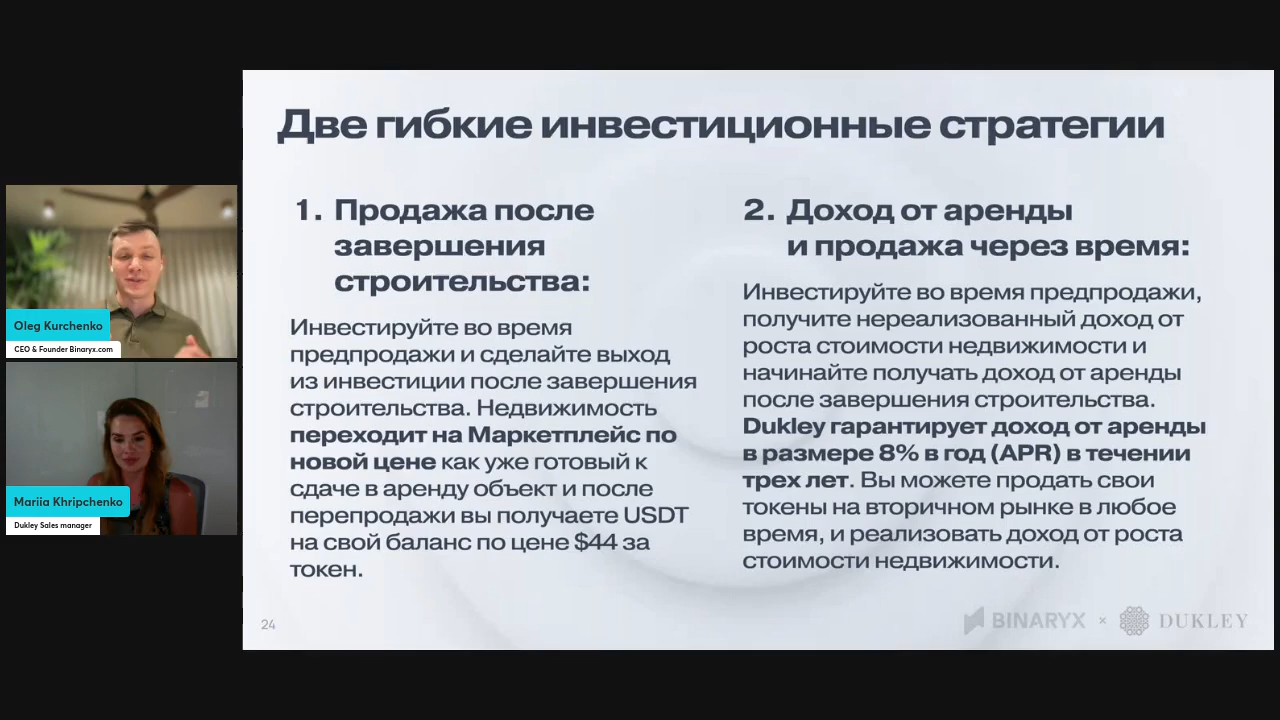 Две гибкие инвестиционные стратегии
1. Продажа после
завершения
строительства:
Инвестируйте во время
предпродажи и сделайте выход
из инвестиции после завершения
строительства. Недвижимость
переходит на Маркетплейс по
новой цене как уже готовый к
сдаче в аренду объект и после
перепродажи вы получаете USDT
на свой баланс по цене $44 за
токен.
2. Доход от аренды
и продажа через время:
Инвестируйте во время предпродажи,
получите нереализованный доход от
роста стоимости недвижимости и
начинайте получать доход от аренды
после завершения строительства.
Dukley гарантирует доход от аренды
в размере 8% в год (APR) в течении
трех лет. Вы можете продать свои
токены на вторичном рынке в любое
время, и реализовать доход от роста
стоимости недвижимости.
24
BINARYX × DUKLEY
Oleg Kurchenko
CEO & Founder Binaryx.com
Mariia Khripchenko
Dukley Sales manager